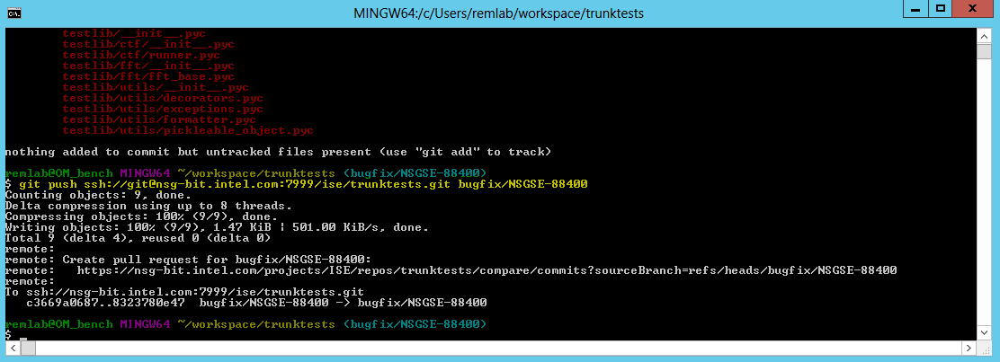 MINGW64:/c/Users/remlab/workspace/trunktests
testlib/__init__.pyc
testlib/ctf/__init__.pyc
testlib/ctf/runner.pyc
testlib/fft/__init__.pyc
testlib/fft/fft_base.pyc
testlib/utils/__init__.pyc
testlib/utils/decorators.pyc
testlib/utils/exceptions.pyc
testlib/utils/formatter.pyc
testlib/utils/pickleable_object.pyc
nothing added to commit but untracked files present (use "git add" to track)
remlab@OM_bench MINGW64 ~/workspace/trunktests (bugfix/NSGSE-88400)
$ git push ssh://git@nsg-bit.intel.com:7999/ise/trunktests.git bugfix/NSGSE-88400
Counting objects: 9, done.
Delta compression using up to 8 threads.
Compressing objects: 100% (9/9), done.
Writing objects: 100% (9/9), 1.47 KiB | 501.00 KiB/s, done.
Total 9 (delta 4), reused 0 (delta 0)
remote:
remote: Create pull request for bugfix/NSGSE-88400:
remote:   https://nsg-bit.intel.com/projects/ISE/repos/trunktests/compare/commits?sourceBranch=refs/heads/bugfix/NSGSE-88400
remote:
To ssh://nsg-bit.intel.com:7999/ise/trunktests.git
   c3669a0687..8323780e47  bugfix/NSGSE-88400 -> bugfix/NSGSE-88400
remlab@OM_bench MINGW64 ~/workspace/trunktests (bugfix/NSGSE-88400)
$